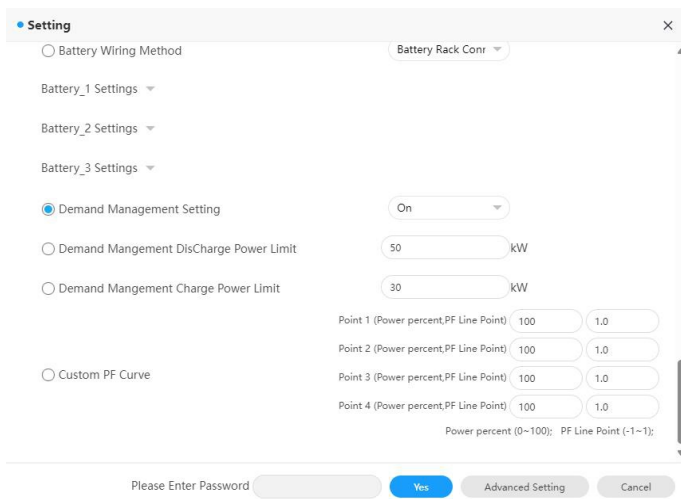 Setting
Battery Wiring Method Battery Rack Conr
Battery_1 Settings
Battery_2 Settings
Battery_3 Settings
Demand Management Setting On
Demand Mangement DisCharge Power Limit 50 kW
Demand Mangement Charge Power Limit 30 kW
Point 1 (Power percent,PF Line Point) 100 1.0
Point 2 (Power percent,PF Line Point) 100 1.0
Custom PF Curve
Point 3 (Power percent,PF Line Point) 100 1.0
Point 4 (Power percent,PF Line Point) 100 1.0
Power percent (0~100); PF Line Point (-1~1);
Please Enter Password Yes Advanced Setting Cancel